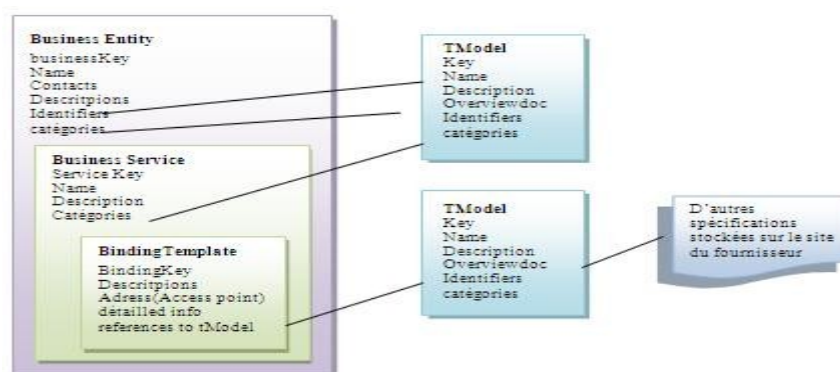 Business Entity
businessKey
Name
Contacts
Descritpions
Identifiers
catégories
Business Service
Service Key
Name
Description
Catégories
BindingTemplate
BindingKey
Descritpions
Adress(Access point)
détailled info
references to tModel
TModel
Key
Name
Description
Overviewdoc
Identifiers
catégories
TModel
Key
Name
Description
Overviewdoc
Identifiers
catégories
D'autres
spécifications
stockées sur le site
du fournisseur